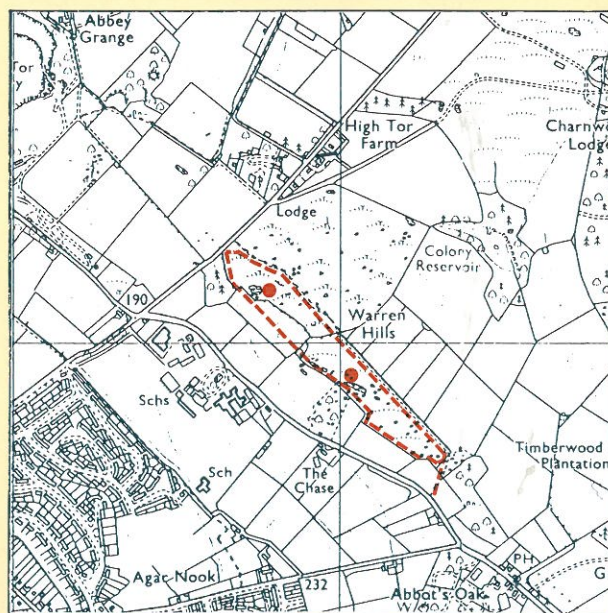 Abbey
Grange
Tor
y
High Tor
Farm
Charnw
Lodge
Lodge
Colony
Reservoir
190
Warren
Hills
Schs
Sch
The
Chase
Timberwood
Plantation
Agar Nook
232
PH
G
Abbot's Oak